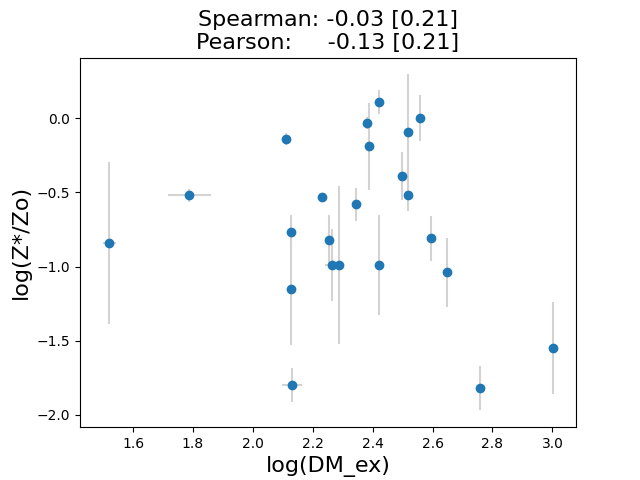 Spearman: -0.03 [0.21]
Pearson: -0.13 [0.21]
log(Z*/Zo)
0.0
−0.5
−1.0
−1.5
−2.0
1.6 1.8 2.0 2.2 2.4 2.6 2.8 3.0
log(DM_ex)